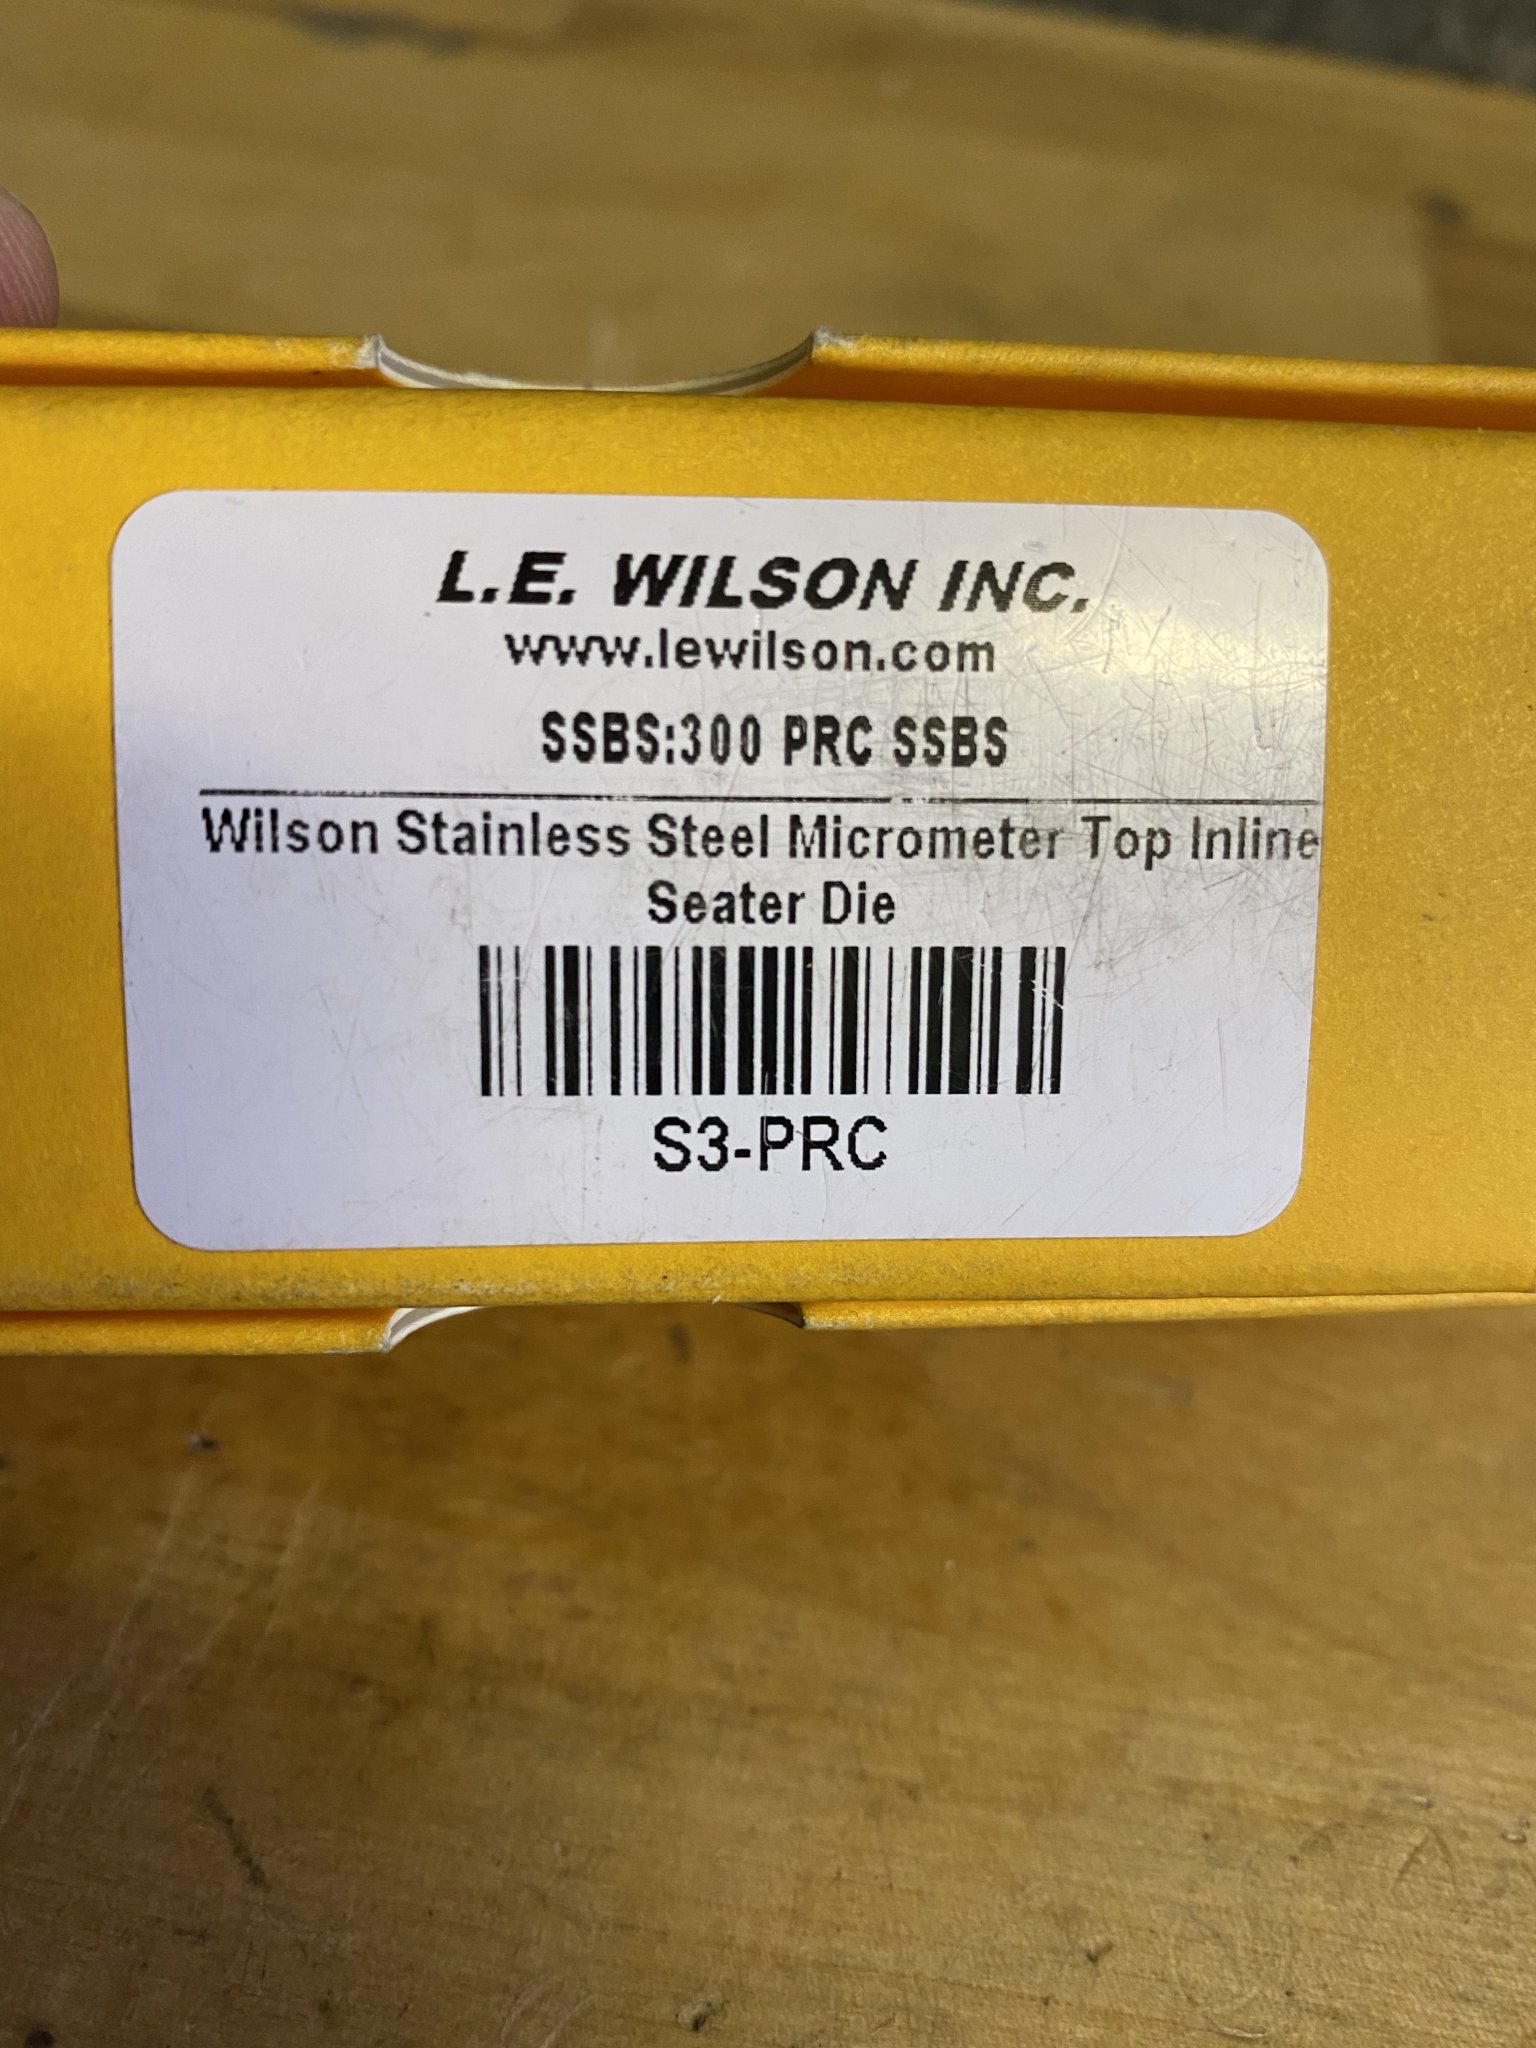 L.E. WILSON INC.
www.lewilson.com
SSBS:300 PRC SSBS
Wilson Stainless Steel Micrometer Top Inline
Seater Die
S3-PRC